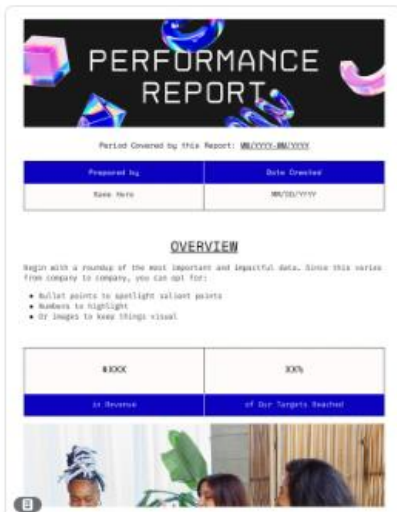 PERFORMANCE
REPORT
Period Covered by this Report: MM/YYYY-MM/YYYY
Prepared by
Date Created
Name Here
MM/DD/YYYY
OVERVIEW
Begin with a roundup of the most important and impactful data. Since this varies
from company to company, you can opt for:
● Bullet points to spotlight salient points
● Numbers to highlight
● Or images to keep things visual
XX%
in Revenue
of Our Targets Reached